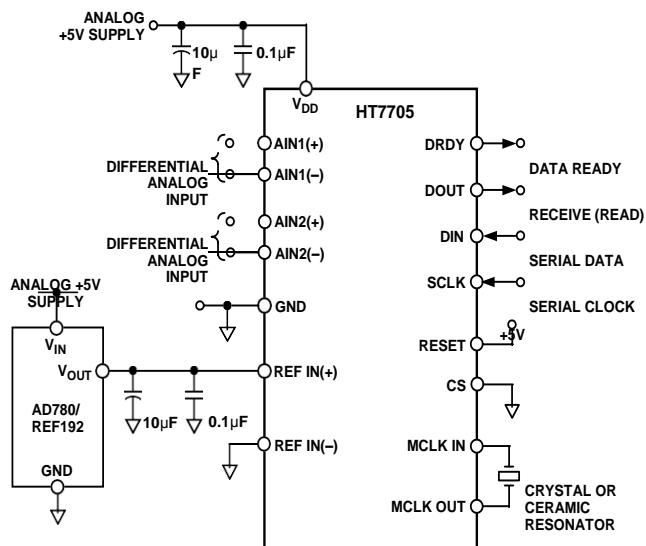 ANALOG
+5V SUPPLY
10µ
F
0.1µF
VDD
HT7705
AIN1(+)
DRDY
DIFFERENTIAL
ANALOG
INPUT
AIN1(–)
DATA READY
DOUT
RECEIVE (READ)
AIN2(+)
DIN
DIFFERENTIAL
ANALOG
INPUT
AIN2(–)
SERIAL DATA
SCLK
SERIAL CLOCK
ANALOG +5V
SUPPLY
GND
+5V
RESET
VIN
VOUT
REF IN(+)
CS
AD780/
REF192
10µF
0.1µF
REF IN(–)
MCLK IN
GND
MCLK OUT
CRYSTAL OR
CERAMIC
RESONATOR